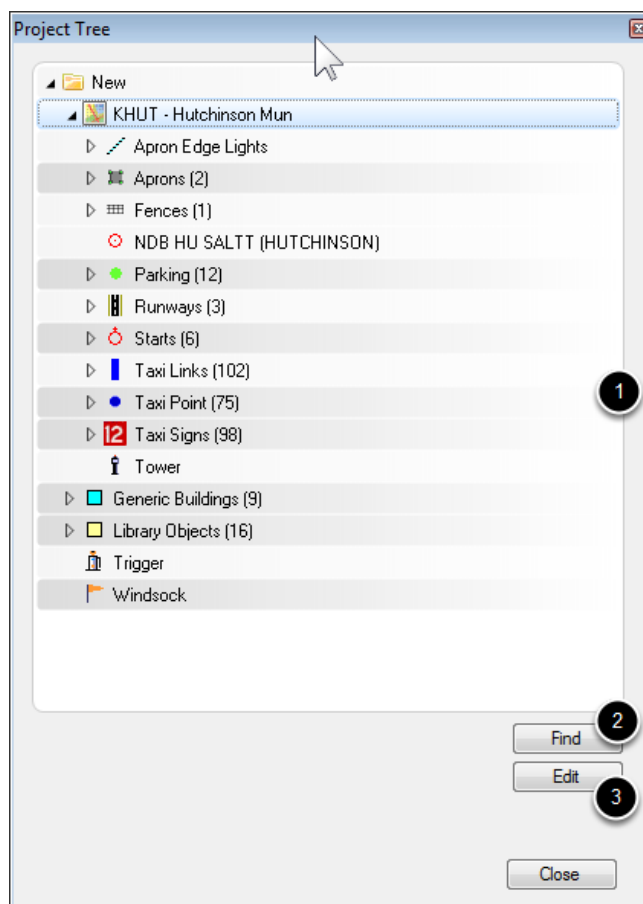 Project Tree
New
KHUT - Hutchinson Mun
Apron Edge Lights
Aprons (2)
Fences (1)
NDB HU SALTT (HUTCHINSON)
Parking (12)
Runways (3)
Starts (6)
Taxi Links (102)
1
Taxi Point (75)
12 Taxi Signs (98)
Tower
Generic Buildings (9)
Library Objects (16)
Trigger
Windsock
2
Find
Edit
3
Close